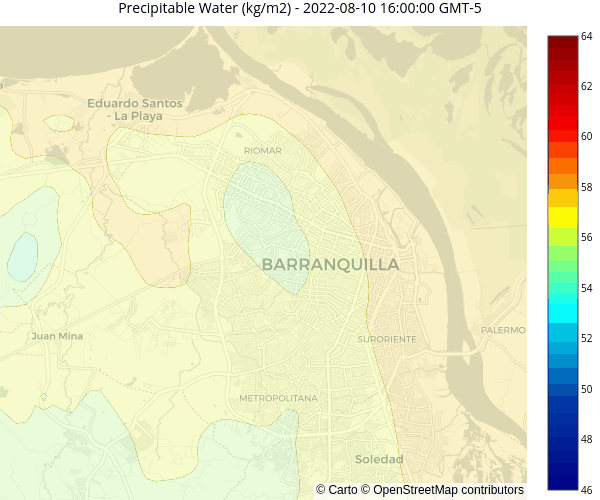 Precipitable Water (kg/m2) - 2022-08-10 16:00:00 GMT-5
Eduardo Santos
- La Playa
RIOMAR
BARRANQUILLA
Juan Mina
SURORIENTE
PALERMO
METROPOLITANA
Soledad
© Carto © OpenStreetMap contributors
64
62
60
58
56
54
52
50
48
46